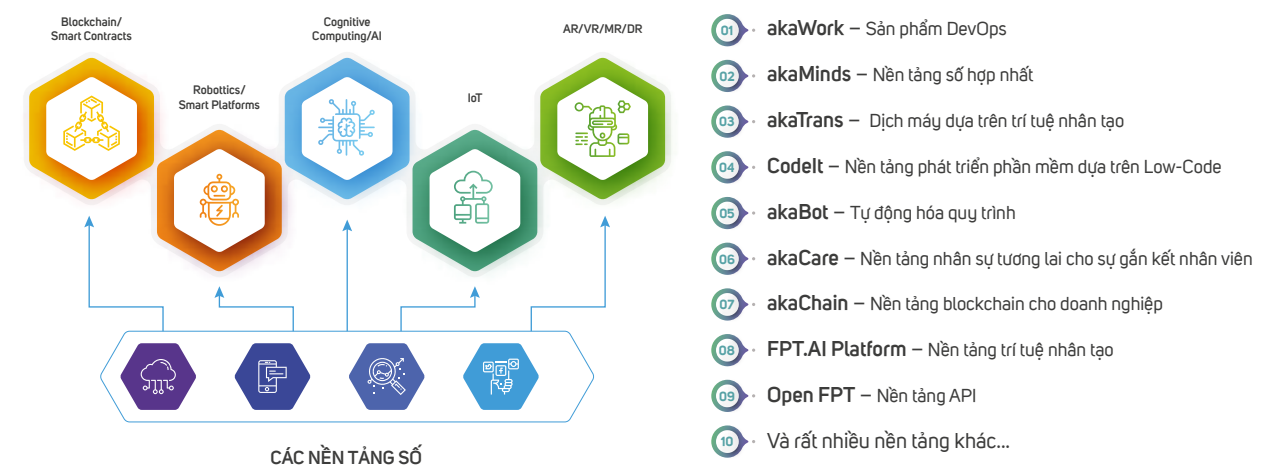 Blockchain/
Smart Contracts
Robottics/
Smart Platforms
Cognitive
Computing/AI
IoT
AR/VR/MR/DR
CÁC NỀN TẢNG SỐ
01 akaWork – Sản phẩm DevOps
02 akaMinds – Nền tảng số hợp nhất
03 akaTrans – Dịch máy dựa trên trí tuệ nhân tạo
04 CodeIt – Nền tảng phát triển phần mềm dựa trên Low-Code
05 akaBot – Tự động hóa quy trình
06 akaCare – Nền tảng nhân sự tương lai cho sự gắn kết nhân viên
07 akaChain – Nền tảng blockchain cho doanh nghiệp
08 FPT.AI Platform – Nền tảng trí tuệ nhân tạo
09 Open FPT – Nền tảng API
10 Và rất nhiều nền tảng khác...